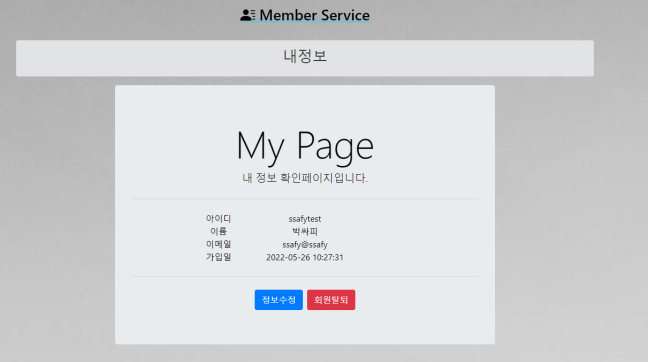 Member Service
내정보
My Page
내 정보 확인페이지입니다.
아이디 ssafytest
이름 박싸피
이메일 ssafy@ssafy
가입일 2022-05-26 10:27:31
정보수정 회원탈퇴